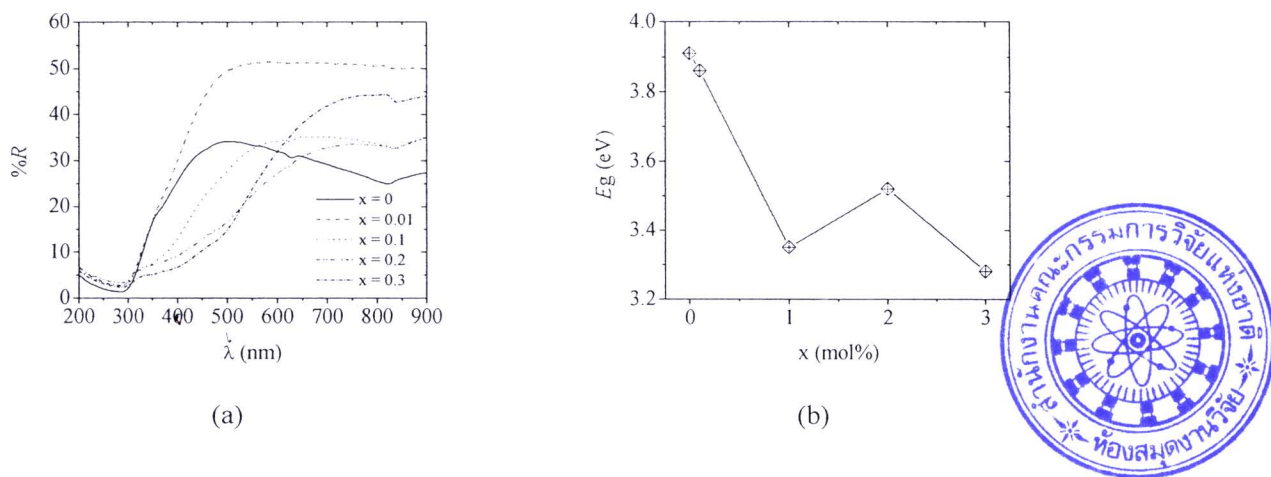 60
50
40
30
20
10
0
%R
200 300 400 500 600 700 800 900
λ (nm)
x = 0
x = 0.01
x = 0.1
x = 0.2
x = 0.3
(a)
4.0
3.8
3.6
3.4
3.2
Eg (eV)
0 1 2 3
x (mol%)
(b)
สำนักงานคณะกรรมการวิจัยแห่งชาติ
ห้องสมุดงานวิจัย